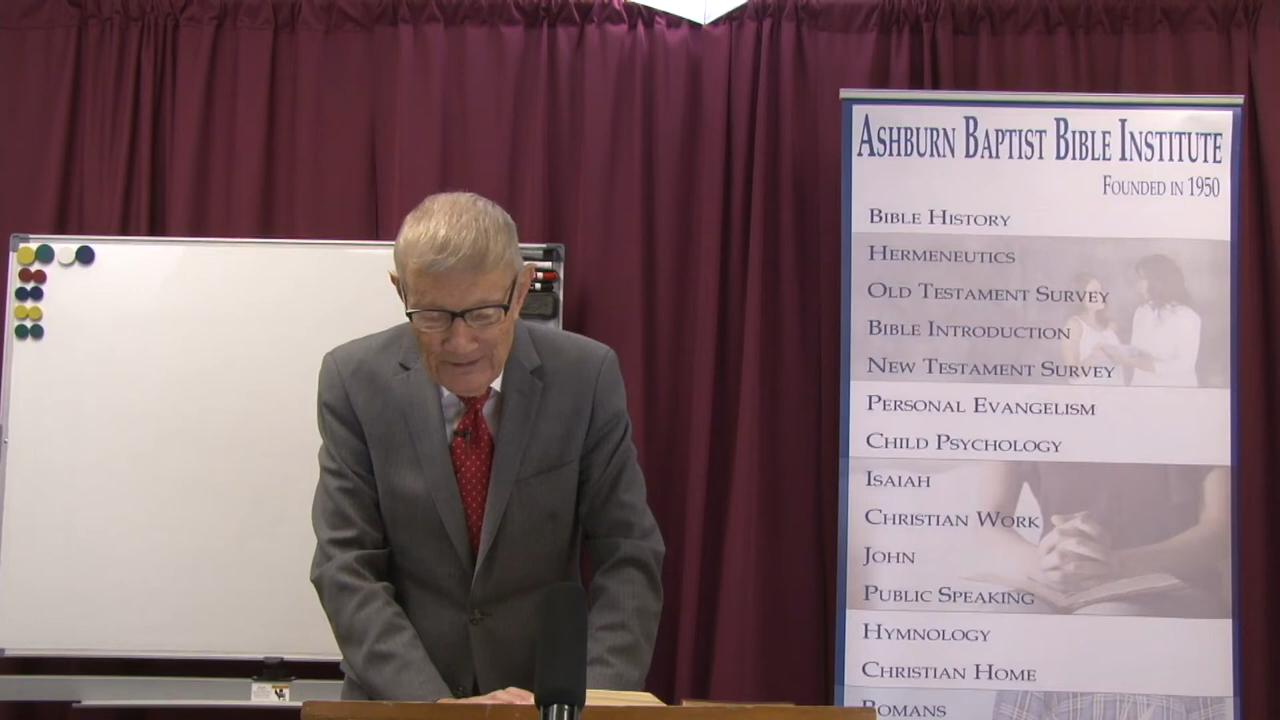 ASHBURN BAPTIST BIBLE INSTITUTE
FOUNDED IN 1950
BIBLE HISTORY
HERMENEUTICS
OLD TESTAMENT SURVEY
BIBLE INTRODUCTION
NEW TESTAMENT SURVEY
PERSONAL EVANGELISM
CHILD PSYCHOLOGY
ISAIAH
CHRISTIAN WORK
JOHN
PUBLIC SPEAKING
HYMNOLOGY
CHRISTIAN HOME
ROMANS